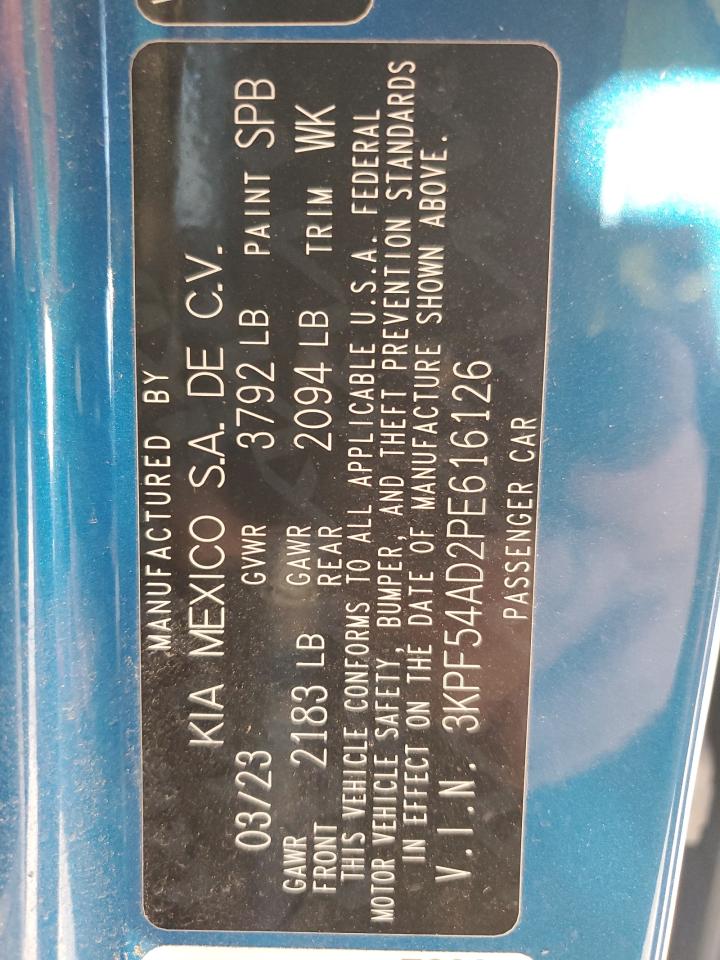 MANUFACTURED BY
KIA MEXICO S.A. DE C.V.
03/23 GVWR 3792 LB PAINT SPB
GAWR FRONT 2183 LB GAWR REAR 2094 LB TRIM WK
THIS VEHICLE CONFORMS TO ALL APPLICABLE U.S.A. FEDERAL
MOTOR VEHICLE SAFETY, BUMPER, AND THEFT PREVENTION STANDARDS
IN EFFECT ON THE DATE OF MANUFACTURE SHOWN ABOVE.
V.I.N. 3KPF54AD2PE616126
PASSENGER CAR